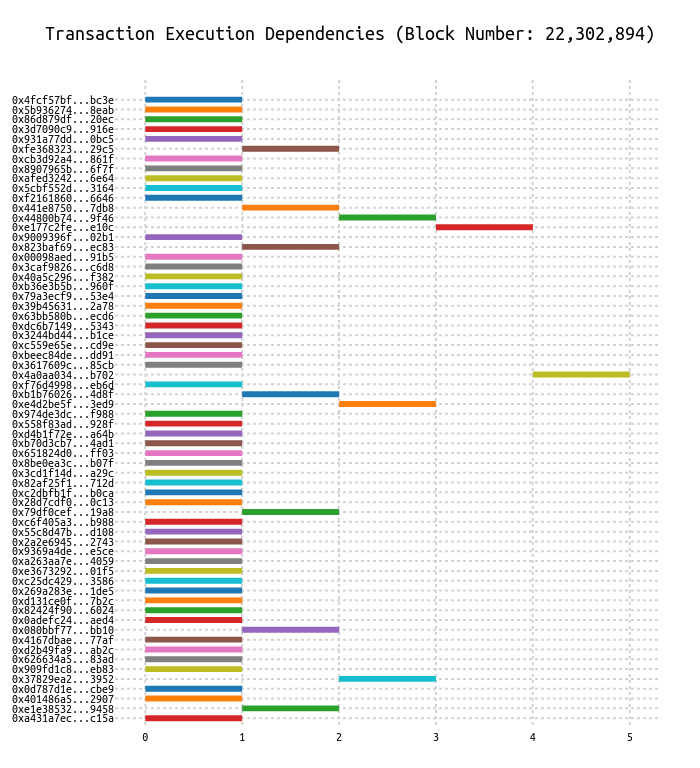 Transaction Execution Dependencies (Block Number: 22,302,894)
0x4fcf57bf...bc3e
0x5b936274...8eab
0x86d879df...20ec
0x3d7090c9...916e
0x931a77dd...0bc5
0xfe368323...29c5
0xcb3d92a4...861f
0x8907965b...6f7f
0xafed3242...6e64
0x5cbf552d...3164
0xf2161860...6646
0x441e8750...7db8
0x44800b74...9f46
0xe177c2fe...e10c
0x9009396f...02b1
0x823baf69...ec83
0x00098aed...91b5
0x3caf9826...c6d8
0x40a5c296...f382
0xb36e3b5b...960f
0x79a3ecf9...53e4
0x39b45631...2a78
0x63bb580b...ecd6
0xdc6b7149...5343
0x3244bd44...b1ce
0xc559e65e...cd9e
0xbeec84de...dd91
0x3617609c...85cb
0x4a0aa034...b702
0xf76d4998...eb6d
0xb1b76026...4d8f
0xe4d2be5f...3ed9
0x974de3dc...f988
0x558f83ad...928f
0xd4b1f72e...a64b
0xb70d3cb7...4ad1
0x651824d0...ff03
0x8be0ea3c...b07f
0x3cd1f14d...a29c
0x82af25f1...712d
0xc2dbfb1f...b0ca
0x28d7cdf0...0c13
0x79df0cef...19a8
0xc6f405a3...b988
0x55c8d47b...d108
0x2a2e6945...2743
0x9369a4de...e5ce
0xa263aa7e...4059
0xe3673292...01f5
0xc25dc429...3586
0x269a283e...1de5
0xd131ce0f...7b2c
0x82424f90...6024
0x0adefc24...aed4
0x080bbf77...bb10
0x4167dbae...77af
0xd2b49fa9...ab2c
0x626634a5...83ad
0x909fd1c8...eb83
0x37829ea2...3952
0x0d787d1e...cbe9
0x401486a5...2907
0xe1e38532...9458
0xa431a7ec...c15a
0 1 2 3 4 5